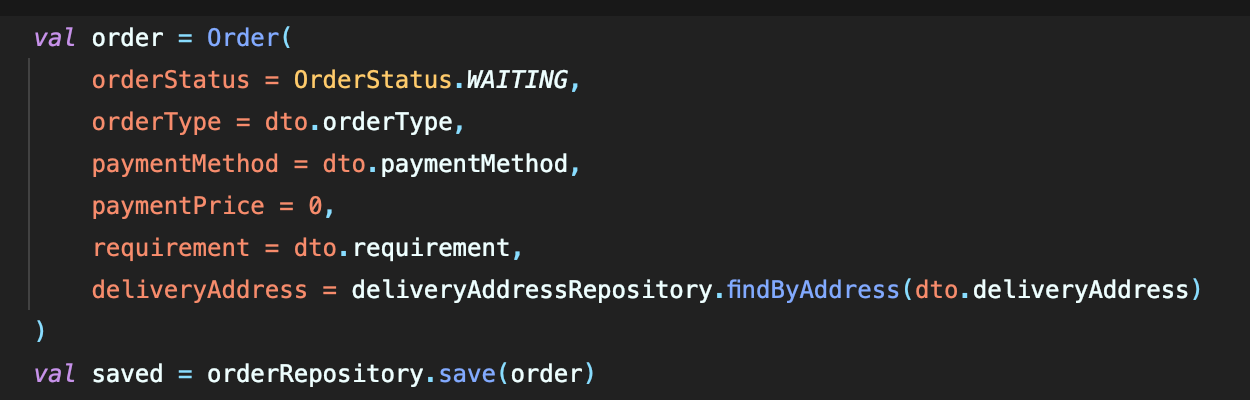 val order = Order(
    orderStatus = OrderStatus.WAITING,
    orderType = dto.orderType,
    paymentMethod = dto.paymentMethod,
    paymentPrice = 0,
    requirement = dto.requirement,
    deliveryAddress = deliveryAddressRepository.findByAddress(dto.deliveryAddress)
)
val saved = orderRepository.save(order)